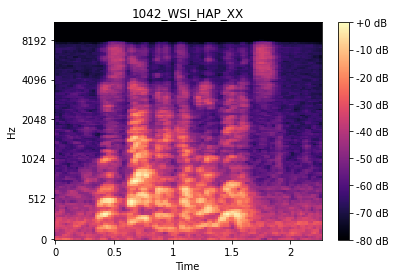 1042_WSI_HAP_XX
8192
4096
2048
1024
512
0
Hz
0
0.5
1
1.5
2
Time
+0 dB
-10 dB
-20 dB
-30 dB
-40 dB
-50 dB
-60 dB
-70 dB
-80 dB